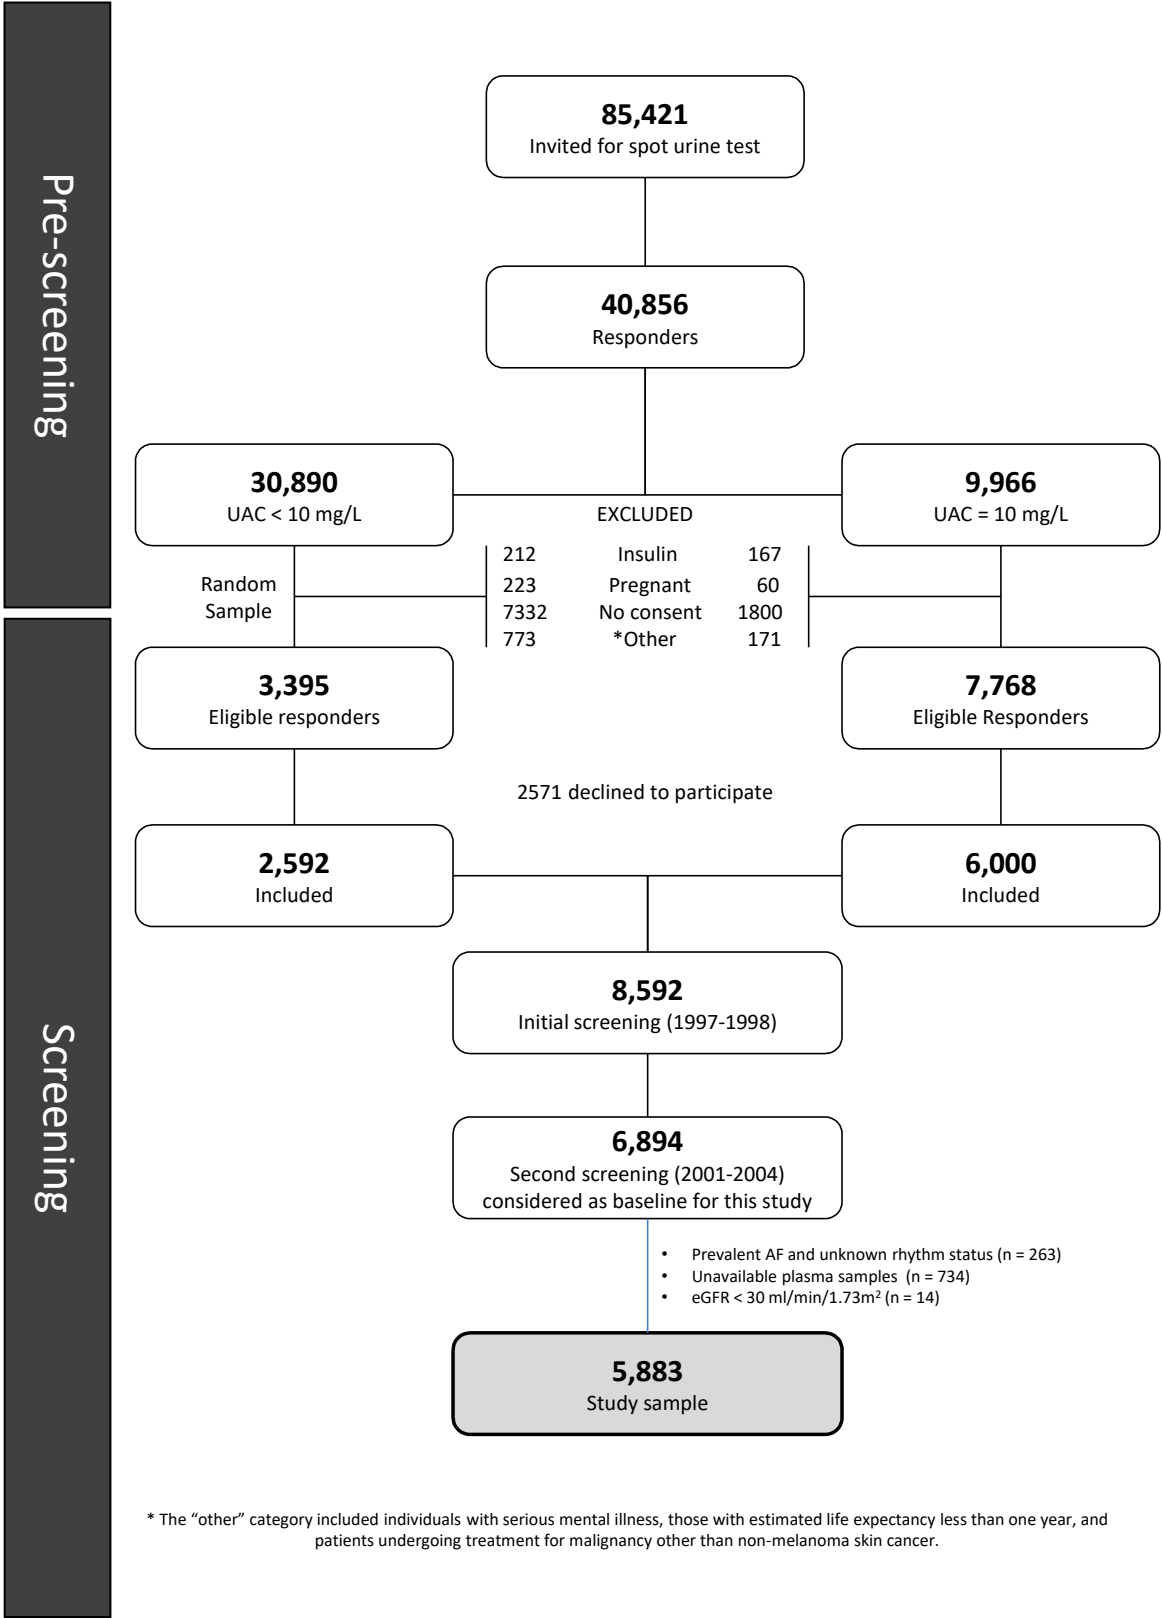 Pre-screening
85,421
Invited for spot urine test
40,856
Responders
30,890
UAC < 10 mg/L
9,966
UAC = 10 mg/L
EXCLUDED
212 Insulin 167
223 Pregnant 60
7332 No consent 1800
773 *Other 171
Random
Sample
3,395
Eligible responders
7,768
Eligible Responders
2571 declined to participate
Screening
2,592
Included
6,000
Included
8,592
Initial screening (1997-1998)
6,894
Second screening (2001-2004)
considered as baseline for this study
• Prevalent AF and unknown rhythm status (n = 263)
• Unavailable plasma samples (n = 734)
• eGFR < 30 ml/min/1.73m² (n = 14)
5,883
Study sample
* The “other” category included individuals with serious mental illness, those with estimated life expectancy less than one year, and
patients undergoing treatment for malignancy other than non-melanoma skin cancer.